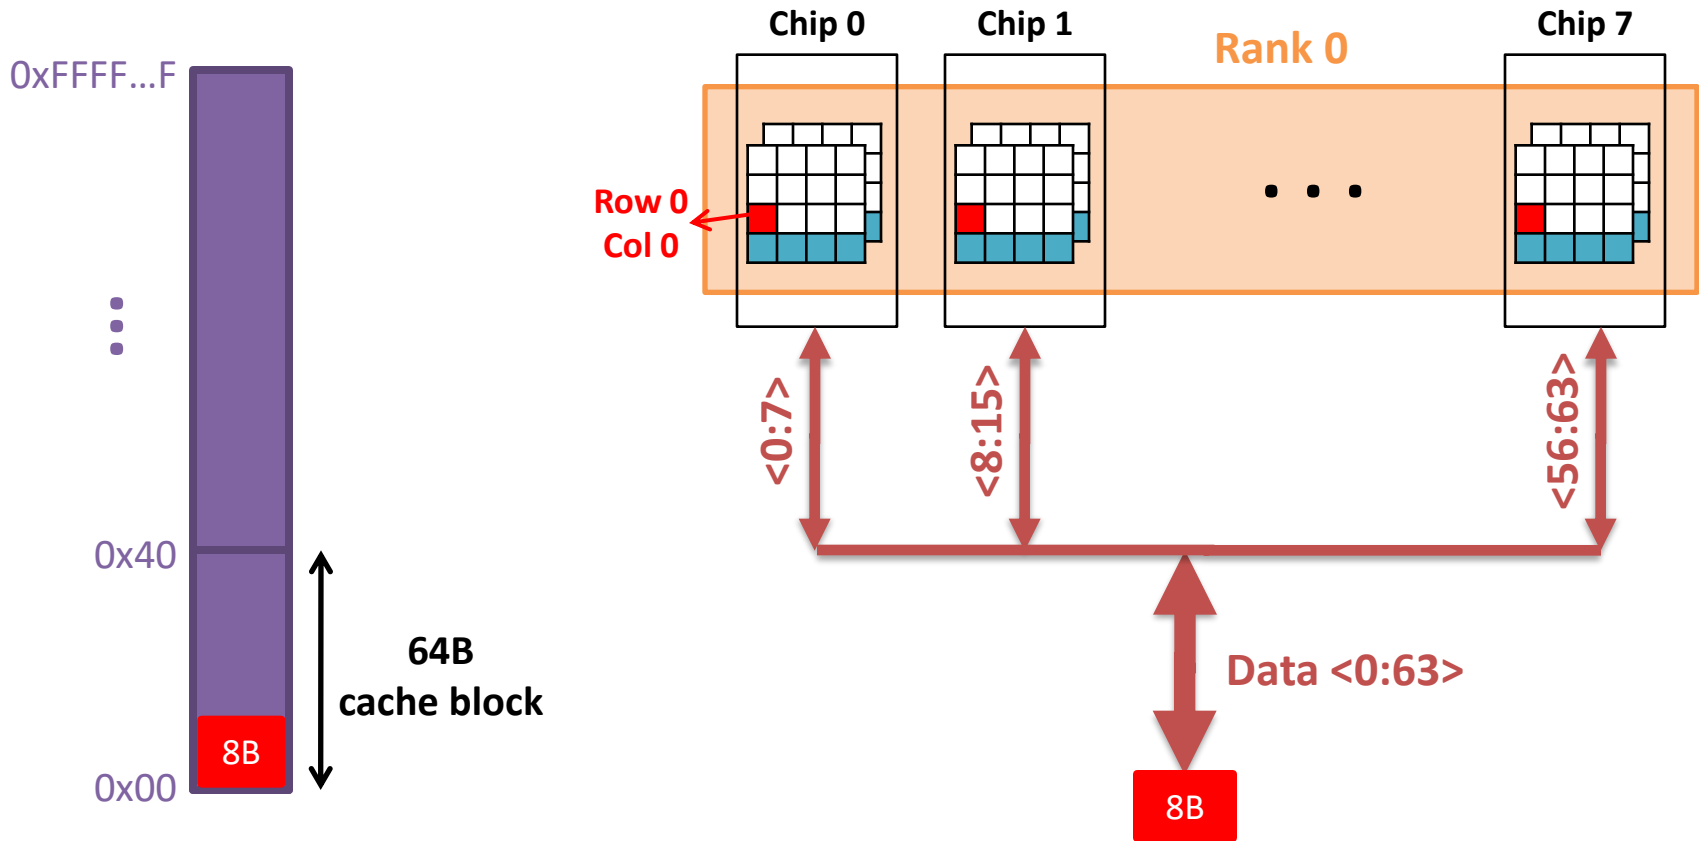 0xFFFF...F
0x40
0x00
8B
64B
cache block
Chip 0
Chip 1
Chip 7
Rank 0
Row 0
Col 0
<0:7>
<8:15>
<56:63>
Data <0:63>
8B